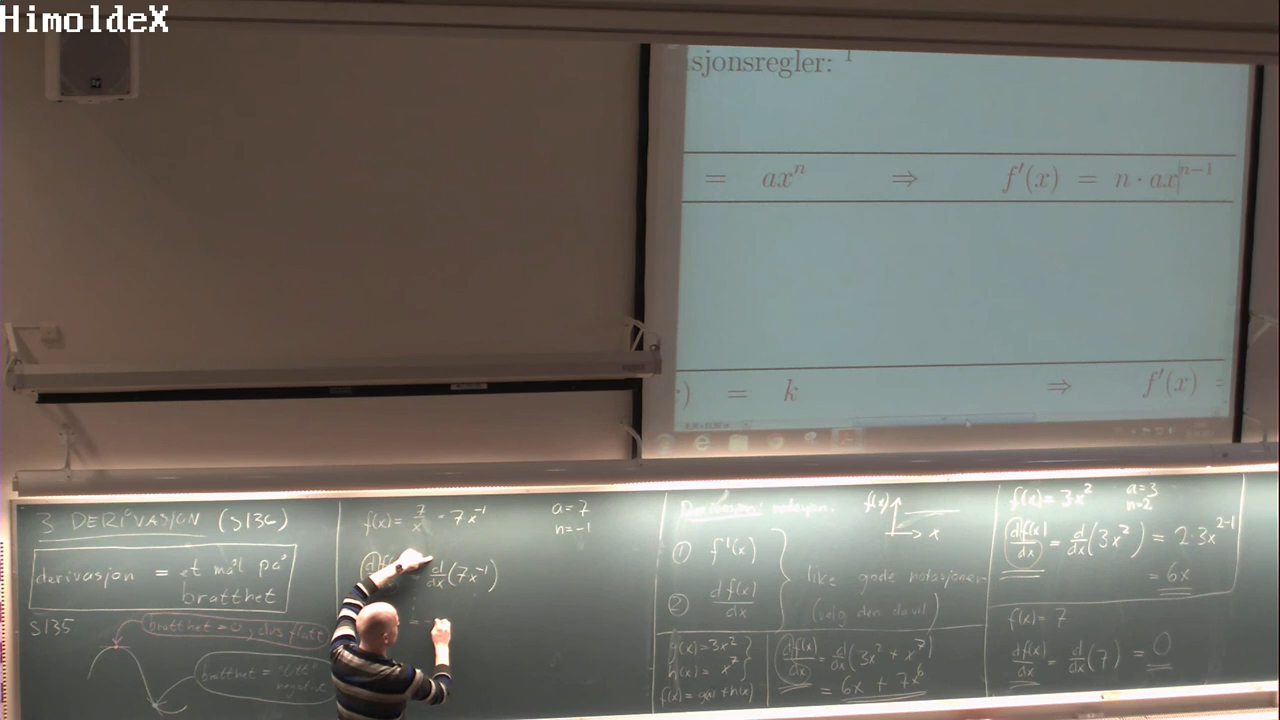 HimoldeX
sjonsregler: 1
= ax^n ⇒ f'(x) = n · ax^{n-1}
) = k ⇒ f'(x) =
3 DERIVASJON (S136)
derivasjon = et mål på
bratthet
S135
bratthet = 0, dvs flatt
bratthet =
f(x) = 7/x = 7x^{-1}
a = 7
n = -1
= d/dx (7x^{-1})
= -
Derivasjon: notasjon.
f(x)
x
① f'(x)
② df(x)/dx
like gode notasjoner
(velg den du vil)
g(x) = 3x^2
h(x) = x^7
f(x) = g(x) + h(x)
df(x)/dx = d/dx (3x^2 + x^7)
= 6x + 7x^6
f(x) = 3x^2
a = 3
n = 2
df(x)/dx = d/dx (3x^2) = 2·3x^{2-1}
= 6x
f(x) = 7
df(x)/dx = d/dx (7) = 0